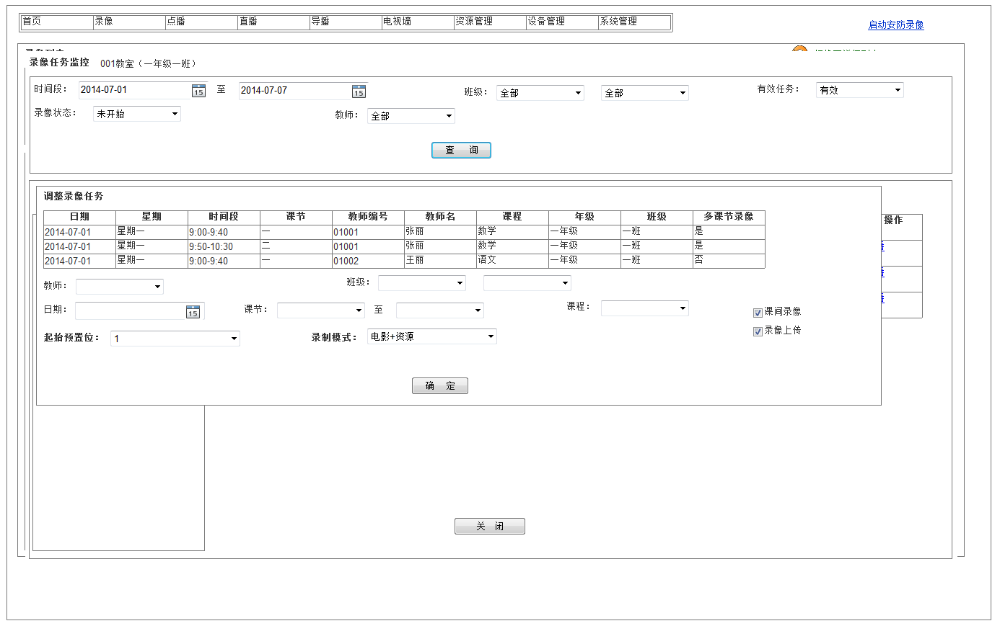 首页 录像 点播 直播 导播 电视墙 资源管理 设备管理 系统管理
启动安防录像
录像任务监控 001教室（一年级一班）
时间段： 2014-07-01 15 至 2014-07-07 15 班级： 全部 全部 有效任务： 有效
录像状态： 未开始 教师： 全部
查 询
调整录像任务
日期 星期 时间段 课节 教师编号 教师名 课程 年级 班级 多课节录像
操作
2014-07-01 星期一 9:00-9:40 一 01001 张丽 数学 一年级 一班 是
2014-07-01 星期一 9:50-10:30 二 01001 张丽 数学 一年级 一班 是
2014-07-01 星期一 9:00-9:40 一 01002 王丽 语文 一年级 一班 否
教师： 班级：
日期： 15 课节： 至 课程： 课间录像
起始预置位： 1 录制模式： 电影+资源 录像上传
确 定
关 闭